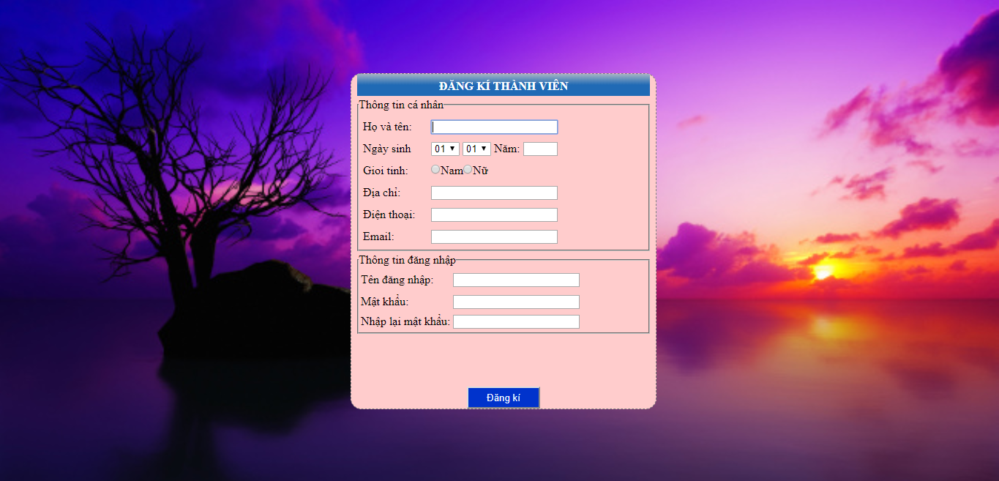 ĐĂNG KÍ THÀNH VIÊN
Thông tin cá nhân
Họ và tên:
Ngày sinh 01 01 Năm:
Gioi tinh: Nam Nữ
Địa chỉ:
Điện thoại:
Email:
Thông tin đăng nhập
Tên đăng nhập:
Mật khẩu:
Nhập lại mật khẩu:
Đăng kí